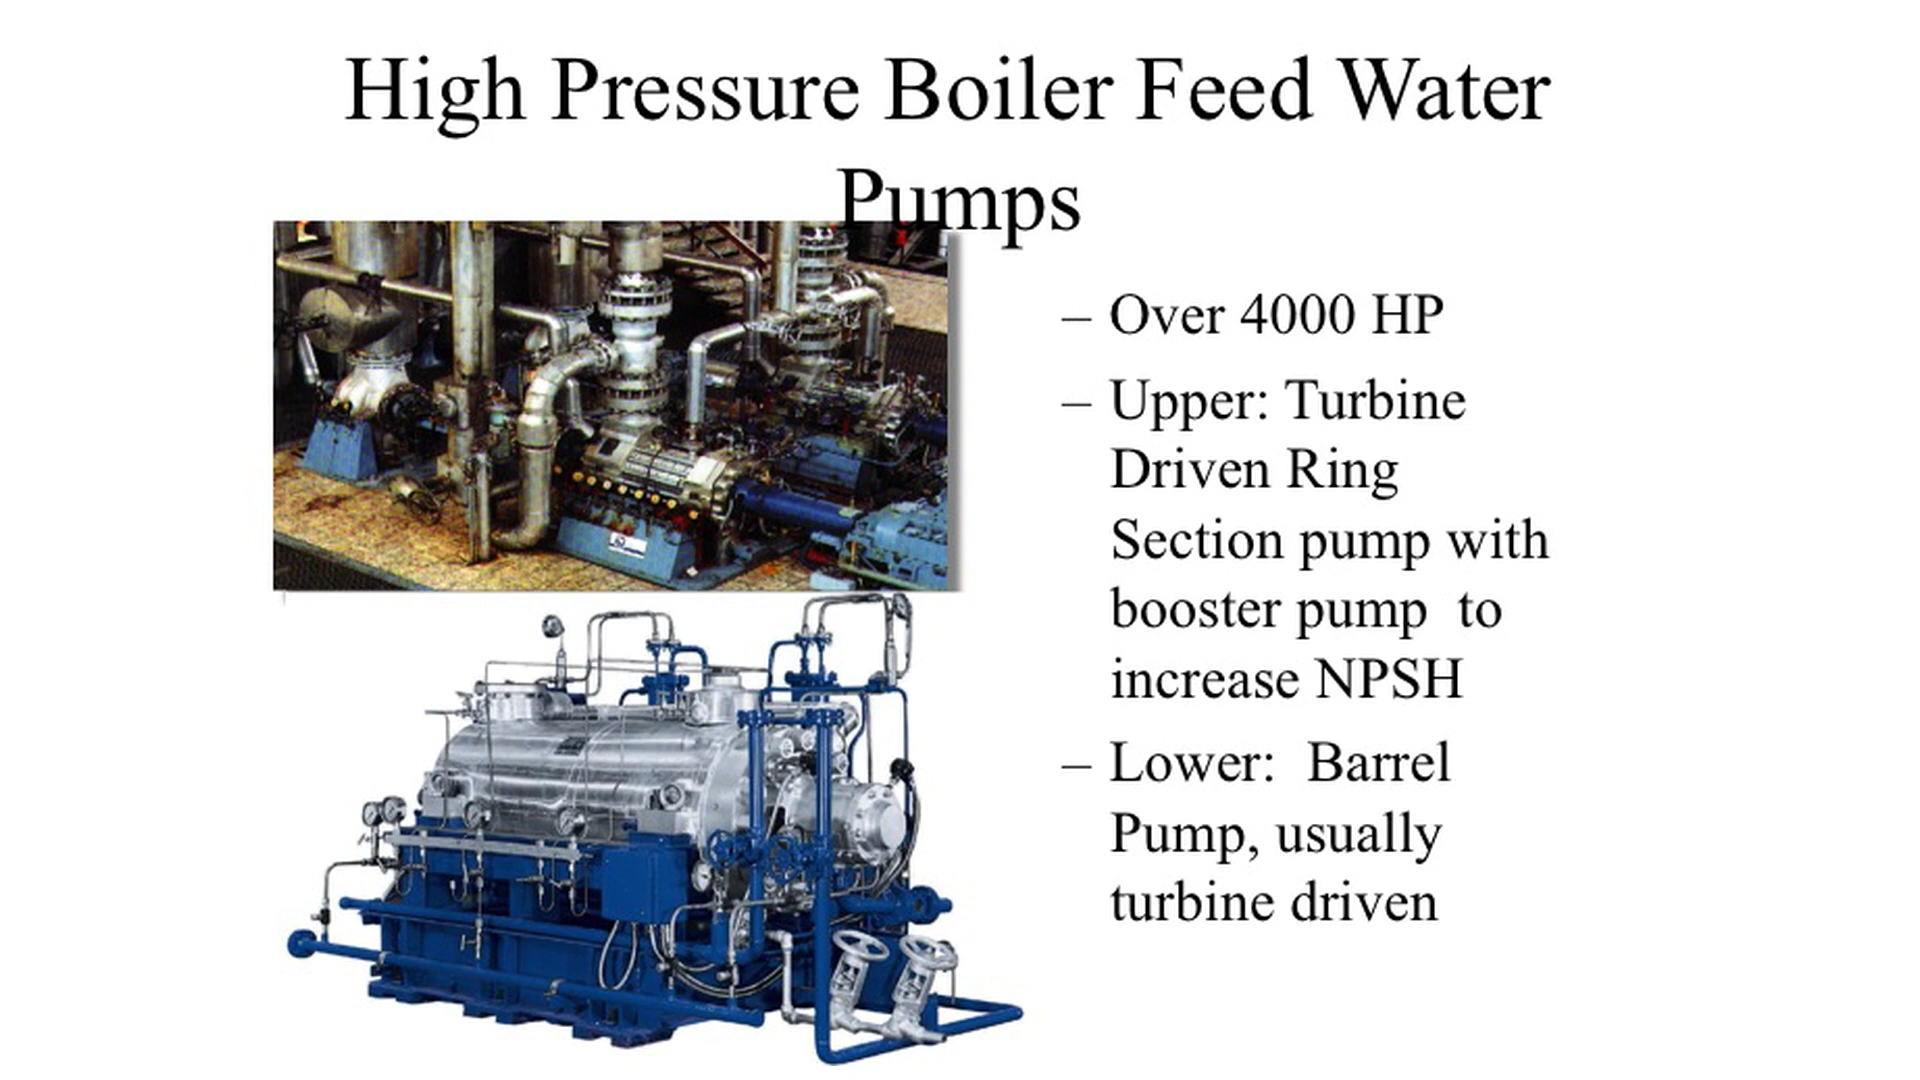 High Pressure Boiler Feed Water
Pumps
– Over 4000 HP
– Upper: Turbine
Driven Ring
Section pump with
booster pump  to
increase NPSH
– Lower:  Barrel
Pump, usually
turbine driven